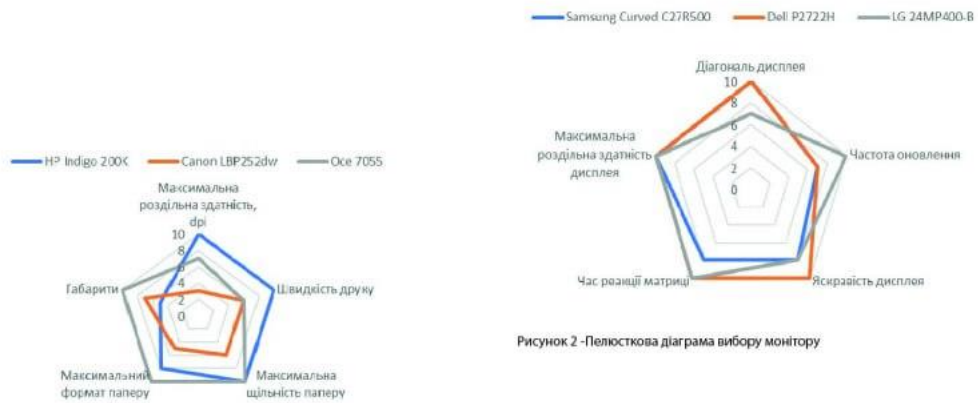 HP Indigo 200K Canon LBP252dw Oce 7055
Максимальна
роздільна здатність,
dpi
10
8
6
4
2
0
Швидкість друку
Максимальна
щільність паперу
Максимальний
формат паперу
Габарити
Samsung Curved C27R500 Dell P2722H LG 24MP400-B
Діагональ дисплея
10
8
6
4
2
0
Частота оновлення
Яскравість дисплея
Час реакції матриці
Максимальна
роздільна здатність
дисплея
Рисунок 2 -Пелюсткова діаграма вибору монітору